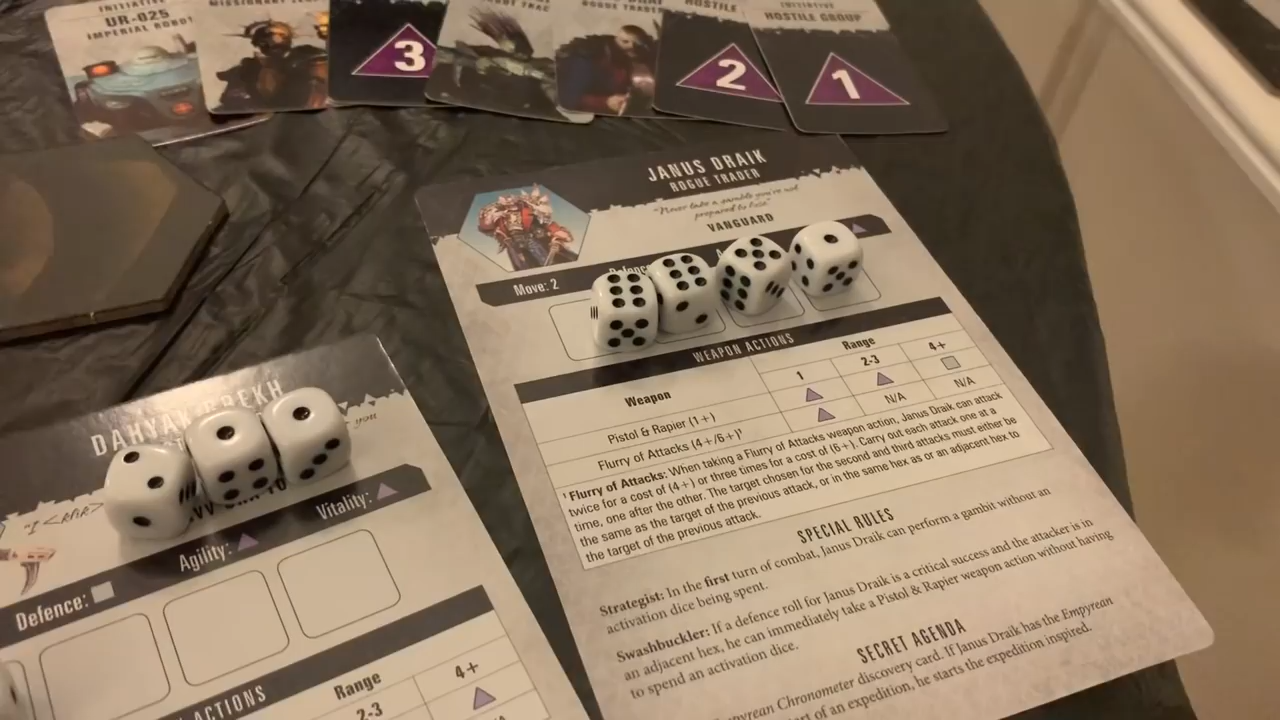 INITIATIVE
UR-025
IMPERIAL ROBOT
3
HOSTILE
2
INITIATIVE
HOSTILE GROUP
1
JANUS DRAIK
ROGUE TRADER
"Never take a gamble you're not
prepared to lose."
VANGUARD
Move: 2
Defence
WEAPON ACTIONS
Weapon
Range
1
2-3
4+
Pistol & Rapier (1+)
Flurry of Attacks (4+/6+)¹
N/A
N/A
¹ Flurry of Attacks: When taking a Flurry of Attacks weapon action, Janus Draik can attack
twice for a cost of (4+) or three times for a cost of (6+). Carry out each attack one at a
time, one after the other. The target chosen for the second and third attacks must either be
the same as the target of the previous attack, or in the same hex as or an adjacent hex to
the target of the previous attack.
SPECIAL RULES
Strategist: In the first turn of combat, Janus Draik can perform a gambit without an
activation dice being spent.
Swashbuckler: If a defence roll for Janus Draik is a critical success and the attacker is in
an adjacent hex, he can immediately take a Pistol & Rapier weapon action without having
to spend an activation dice.
SECRET AGENDA
Empyrean Chronometer discovery card. If Janus Draik has the Empyrean
of an expedition, he starts the expedition inspired.
DAHYAK
you
Defence:
Agility:
Vitality:
ACTIONS
Range
2-3
4+